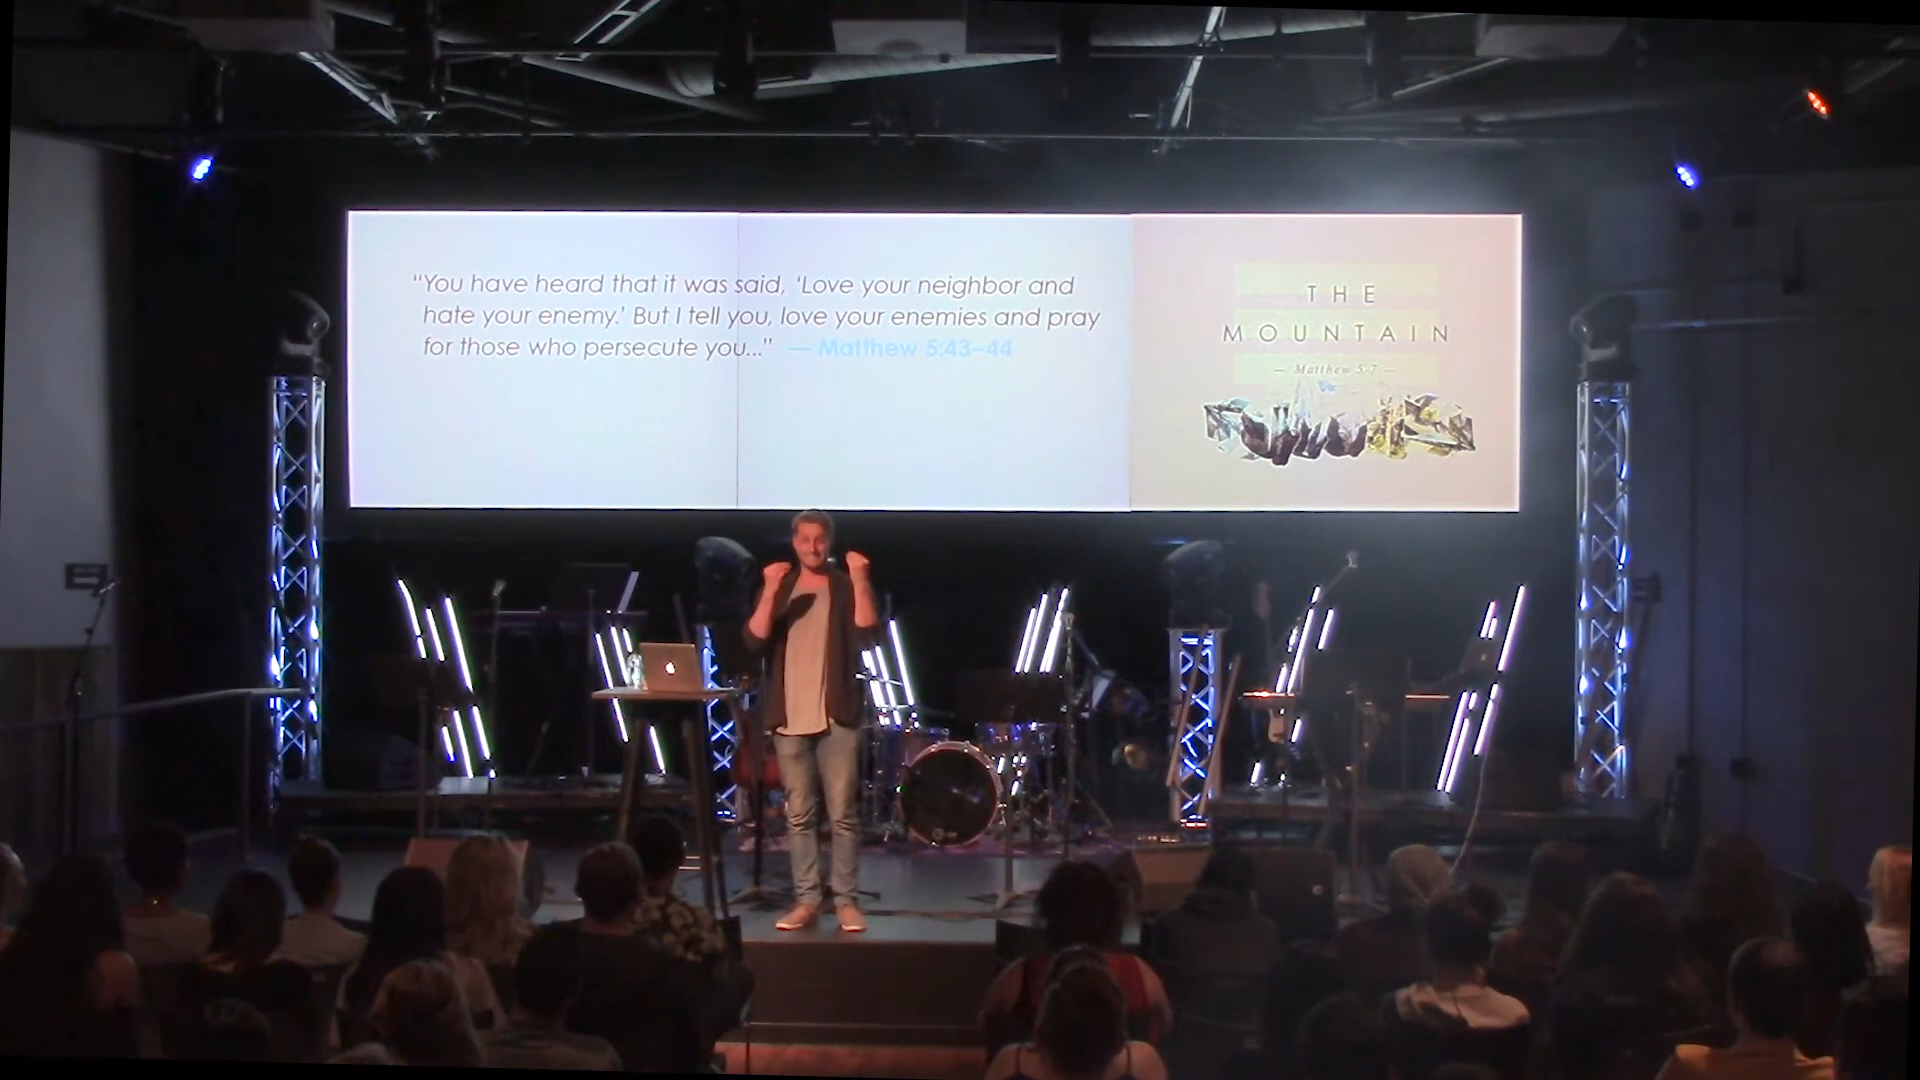 “You have heard that it was said, ‘Love your neighbor and
hate your enemy.’ But I tell you, love your enemies and pray
for those who persecute you...” — Matthew 5:43–44
THE
MOUNTAIN
— Matthew 5-7 —